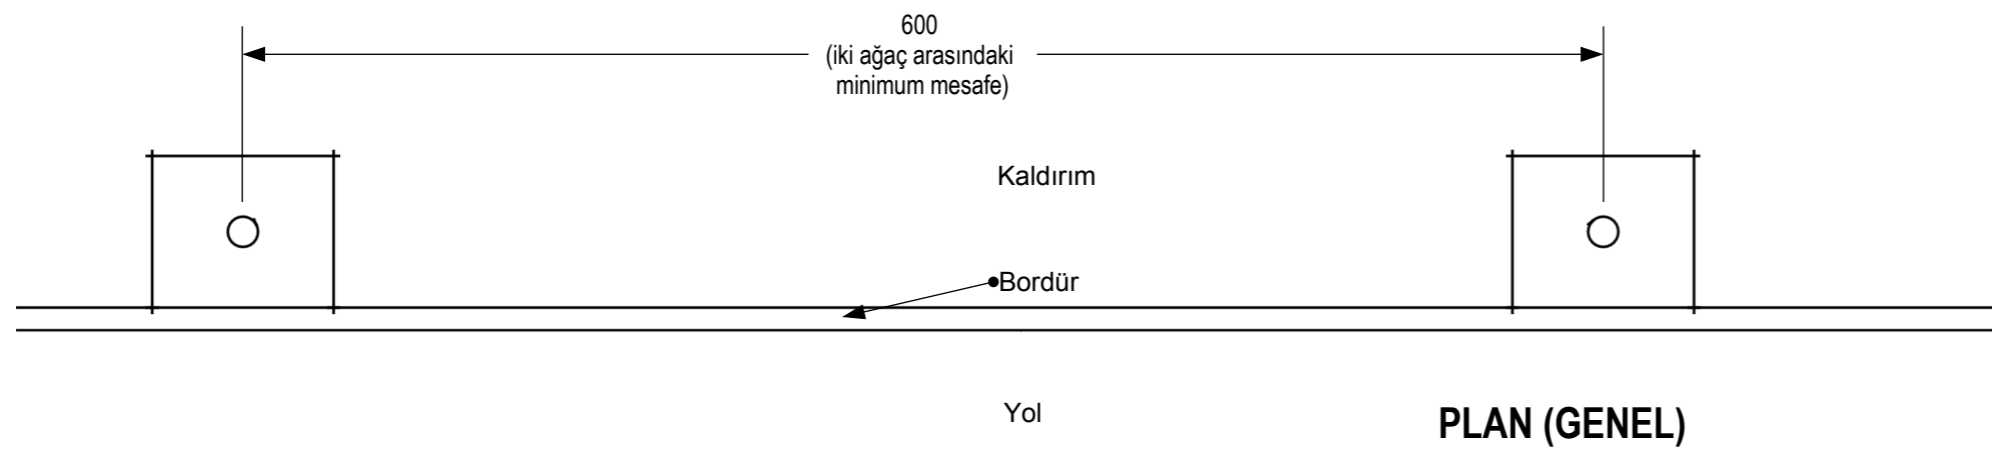 600
(iki ağaç arasındaki
minimum mesafe)
Kaldırım
Bordür
Yol
PLAN (GENEL)